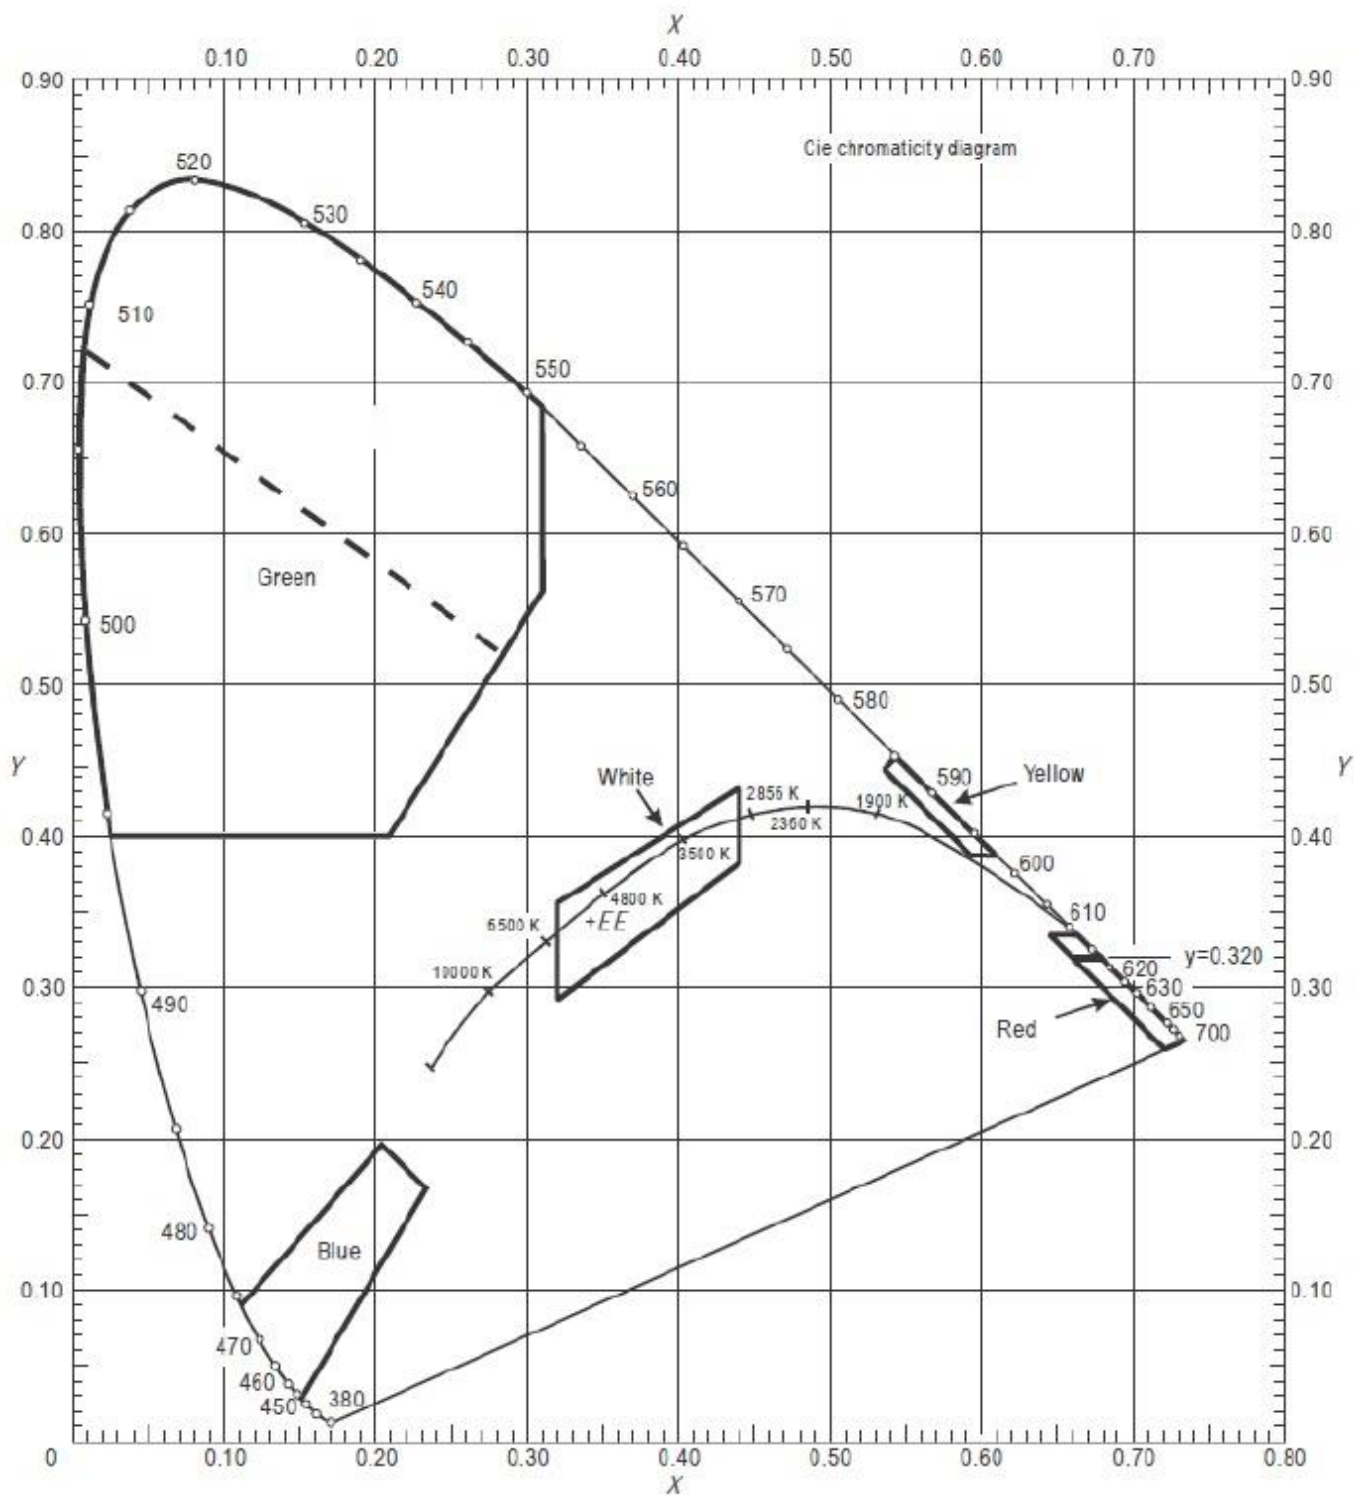 X
0.10 0.20 0.30 0.40 0.50 0.60 0.70
0.90 0.90
Cie chromaticity diagram
520
530
0.80 0.80
540
510
550
0.70 0.70
560
0.60 0.60
Green
570
500
0.50 0.50
580
Y Y
White
590 Yellow
2855 K
1900 K
2360 K
0.40 0.40
3500 K
600
4800 K
610
6500 K
+EE
y=0.320
620
10000 K
630
0.30 0.30
490
650
Red
700
0.20 0.20
480
Blue
0.10 0.10
470
460
450 380
0 0.10 0.20 0.30 0.40 0.50 0.60 0.70 0.80
X